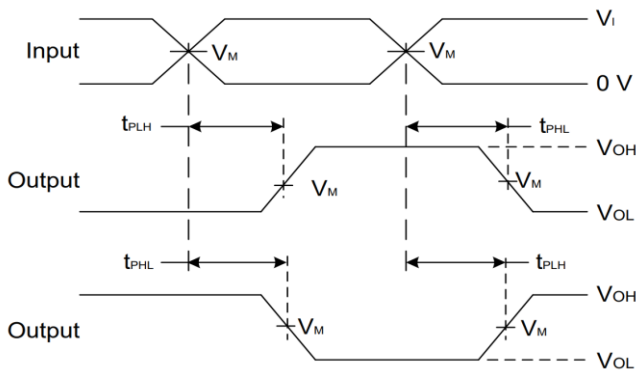 VI
Input VM VM
0 V
tPLH tPHL
VOH
Output VM VM
VOL
tPHL tPLH
VOH
Output VM VM
VOL